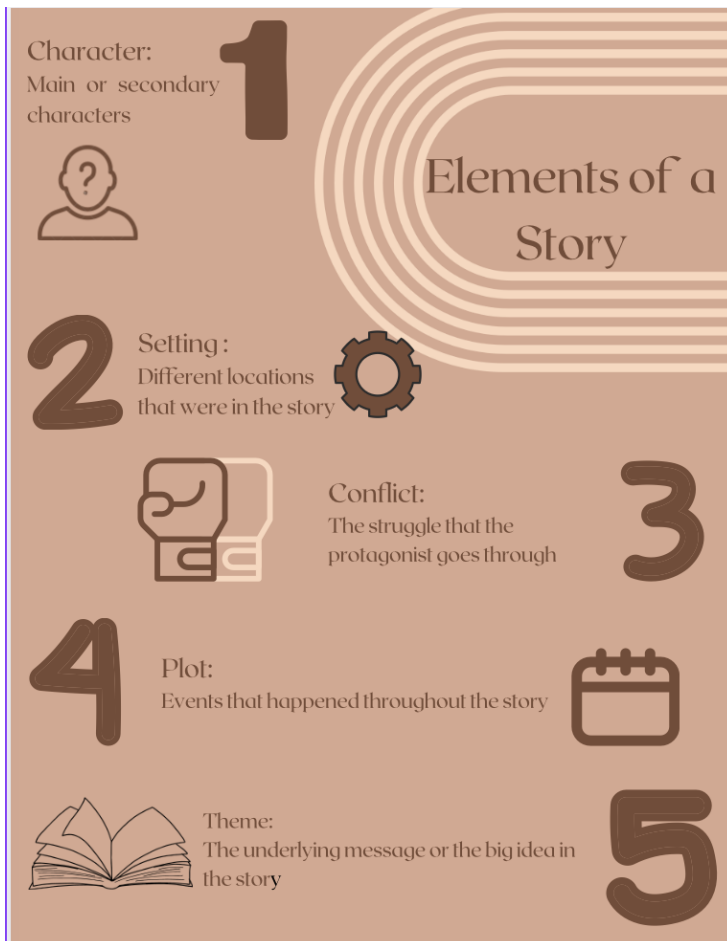 Elements of a
Story
1
Character:
Main or secondary
characters
?
2
Setting :
Different locations
that were in the story
3
Conflict:
The struggle that the
protagonist goes through
4
Plot:
Events that happened throughout the story
5
Theme:
The underlying message or the big idea in
the story